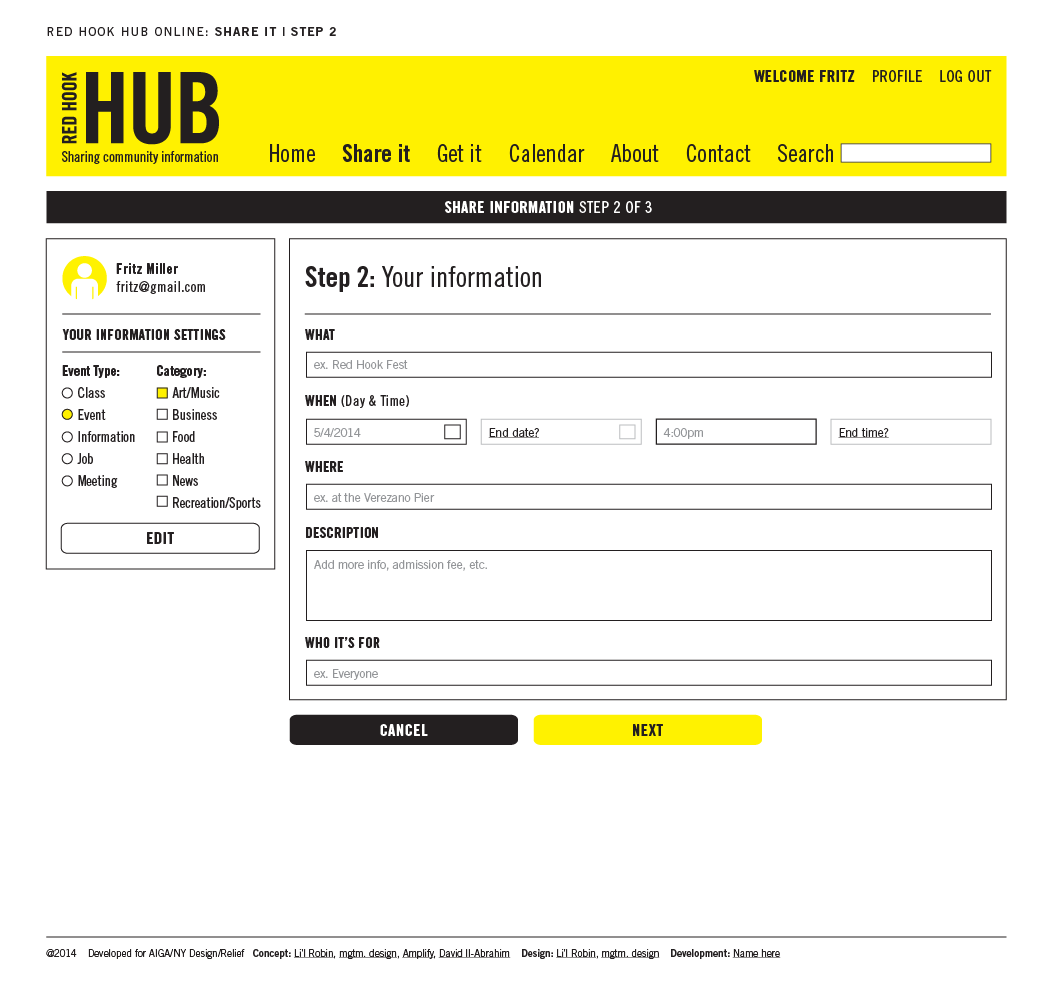 RED HOOK HUB ONLINE: SHARE IT | STEP 2
WELCOME FRITZ PROFILE LOG OUT
RED HOOK
HUB
Sharing community information
Home Share it Get it Calendar About Contact Search
SHARE INFORMATION STEP 2 OF 3
Fritz Miller
fritz@gmail.com
YOUR INFORMATION SETTINGS
Event Type: Category:
Class Art/Music
Event Business
Information Food
Job Health
Meeting News
Recreation/Sports
EDIT
Step 2: Your information
WHAT
ex. Red Hook Fest
WHEN (Day & Time)
5/4/2014 End date? 4:00pm End time?
WHERE
ex. at the Verezano Pier
DESCRIPTION
Add more info, admission fee, etc.
WHO IT'S FOR
ex. Everyone
CANCEL NEXT
@2014 Developed for AIGA/NY Design/Relief Concept: Li'l Robin, mgtm. design, Amplify, David Il-Abrahim Design: Li'l Robin, mgtm. design Development: Name here